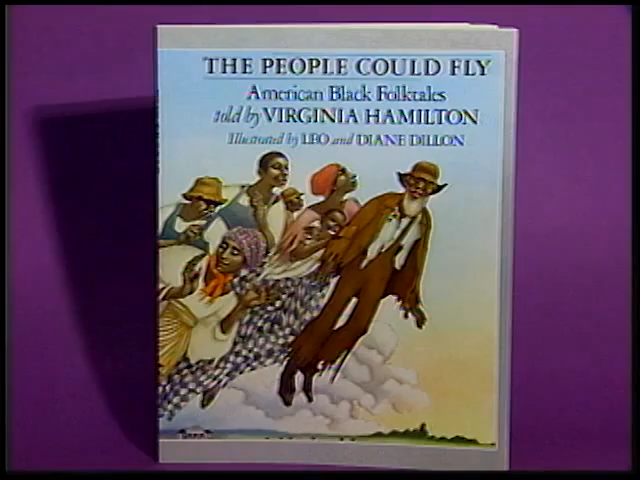 THE PEOPLE COULD FLY
American Black Folktales
told by VIRGINIA HAMILTON
Illustrated by LEO and DIANE DILLON